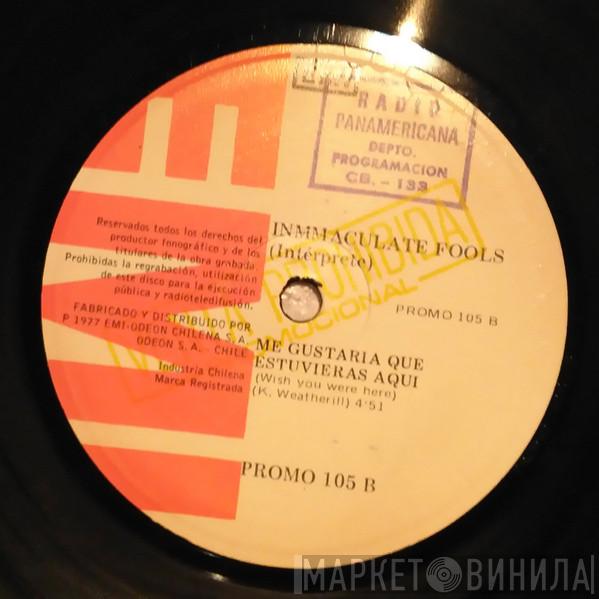 RADIO
PANAMERICANA
DEPTO.
PROGRAMACION
CB. - 133
INMMACULATE FOOLS
(Intérprete)
Reservados todos los derechos del
productor fonográfico y de los
titulares de la obra grabada.
Prohibidas la regrabación, utilización
de este disco para la ejecución
pública y radioteledifusión.
PROHIBIDA
PROMOCIONAL
PROMO 105 B
FABRICADO Y DISTRIBUIDO POR
P 1977 EMI-ODEON CHILENA S.A.
ODEON S.A. - CHILE
Industria Chilena
Marca Registrada
ME GUSTARIA QUE
ESTUVIERAS AQUI
(Wish you were here)
(K. Weatherill) 4'51
PROMO 105 B
МАРКЕТ ВИНИЛА